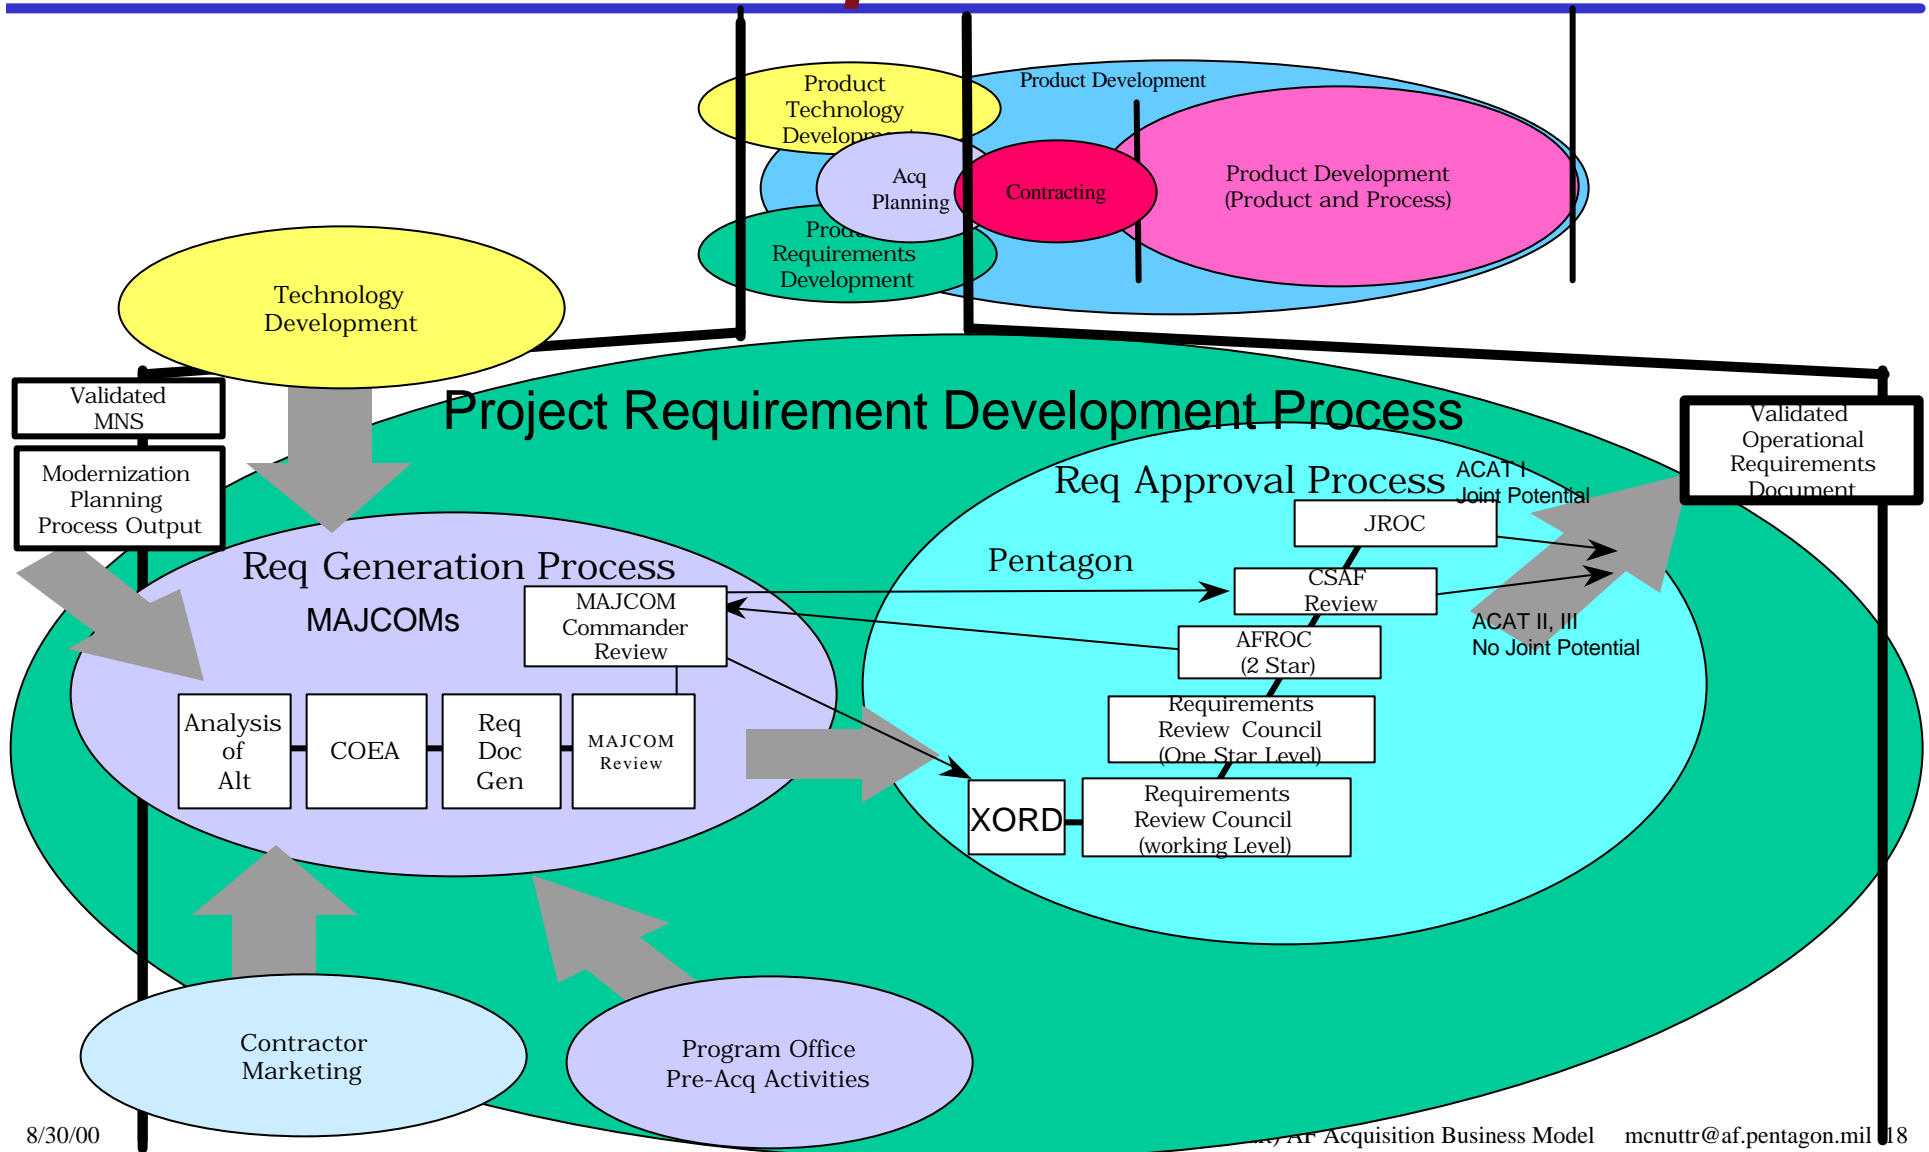 Product Development
Product
Technology
Development
Acq
Planning
Contracting
Product Development
(Product and Process)
Product
Requirements
Development
Technology
Development
Validated
MNS
Modernization
Planning
Process Output
Project Requirement Development Process
Validated
Operational
Requirements
Document
Req Approval Process
ACAT I
Joint Potential
JROC
Pentagon
CSAF
Review
ACAT II, III
No Joint Potential
AFROC
(2 Star)
Requirements
Review Council
(One Star Level)
XORD
Requirements
Review Council
(working Level)
Req Generation Process
MAJCOMs
MAJCOM
Commander
Review
Analysis
of
Alt
COEA
Req
Doc
Gen
MAJCOM
Review
Contractor
Marketing
Program Office
Pre-Acq Activities
8/30/00
AF Acquisition Business Model mcnuttr@af.pentagon.mil 18